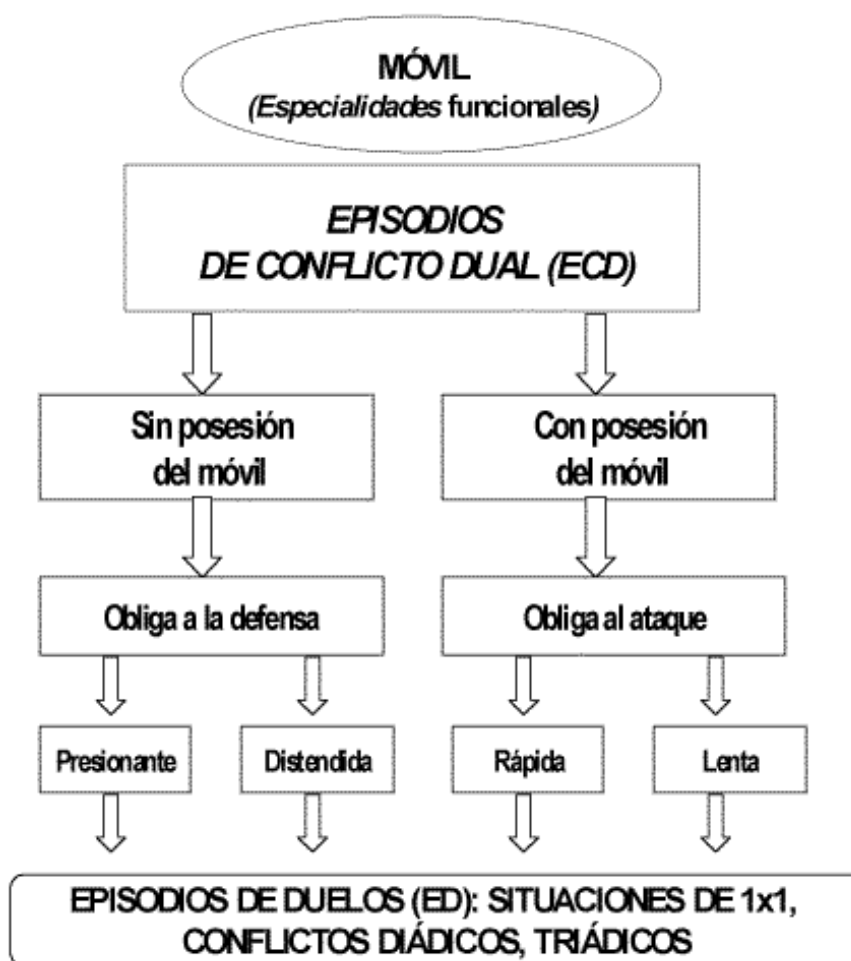 MÓVIL
(Especialidades funcionales)
EPISODIOS
DE CONFLICTO DUAL (ECD)
Sin posesión
del móvil
Con posesión
del móvil
Obliga a la defensa
Obliga al ataque
Presionante
Distendida
Rápida
Lenta
EPISODIOS DE DUELOS (ED): SITUACIONES DE 1x1,
CONFLICTOS DIÁDICOS, TRIÁDICOS